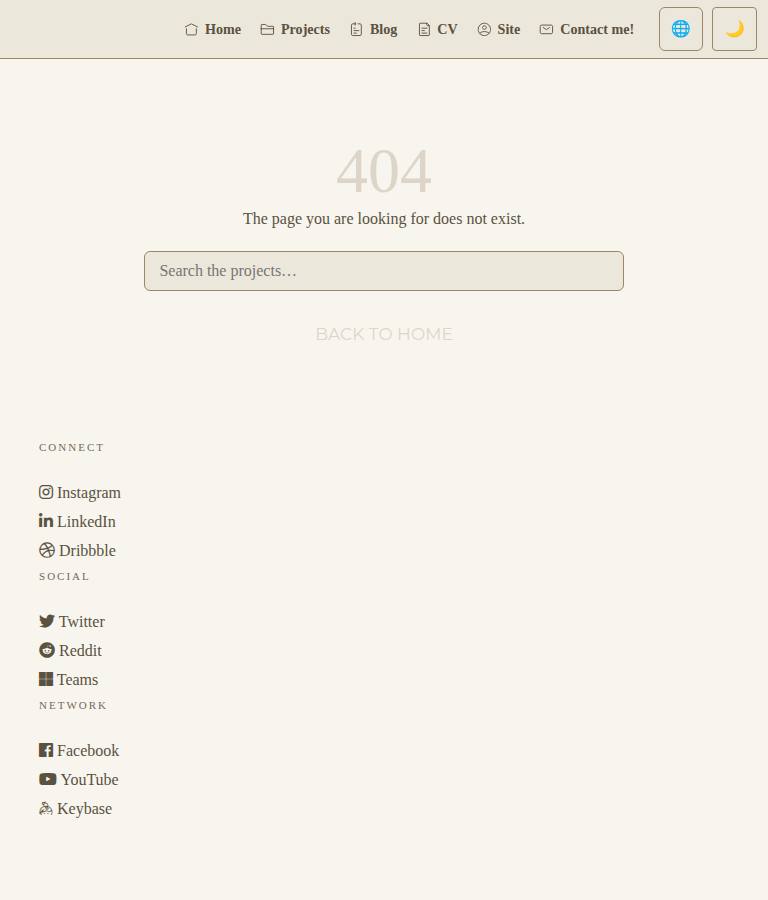 Home Projects Blog CV Site Contact me!
404
The page you are looking for does not exist.
Search the projects…
BACK TO HOME
CONNECT
Instagram
LinkedIn
Dribbble
SOCIAL
Twitter
Reddit
Teams
NETWORK
Facebook
YouTube
Keybase